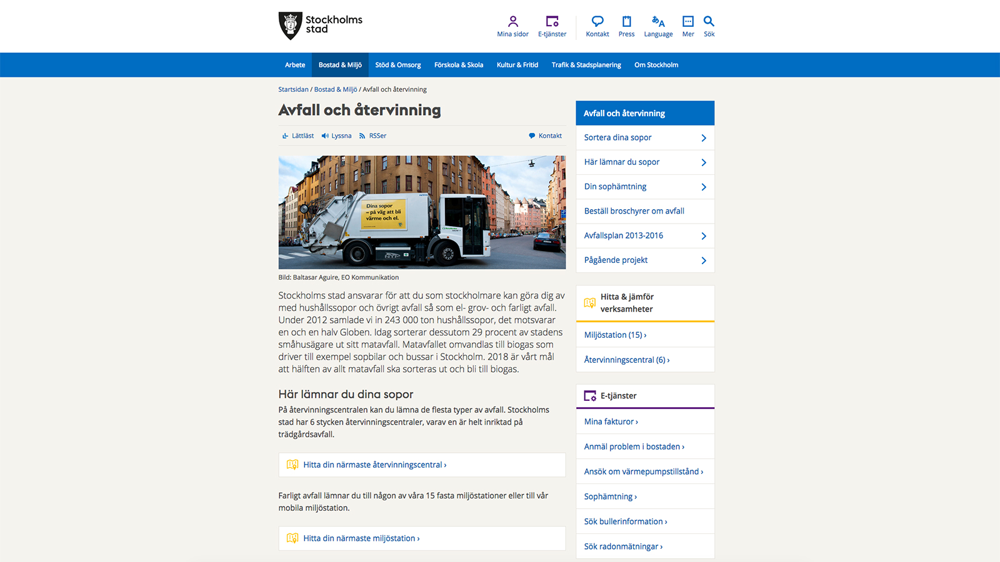 Stockholms
stad
Mina sidor
E-tjänster
Kontakt
Press
Language
Mer
Sök
Arbete
Bostad & Miljö
Stöd & Omsorg
Förskola & Skola
Kultur & Fritid
Trafik & Stadsplanering
Om Stockholm
Startsidan / Bostad & Miljö / Avfall och återvinning
Avfall och återvinning
Lättläst
Lyssna
RSSer
Kontakt
Dina sopor
– på väg att bli
värme och el.
Bild: Baltasar Aguire, EO Kommunikation
Stockholms stad ansvarar för att du som stockholmare kan göra dig av
med hushållssopor och övrigt avfall så som el- grov- och farligt avfall.
Under 2012 samlade vi in 243 000 ton hushållssopor, det motsvarar
en och en halv Globen. Idag sorterar dessutom 29 procent av stadens
småhusägare ut sitt matavfall. Matavfallet omvandlas till biogas som
driver till exempel sopbilar och bussar i Stockholm. 2018 är vårt mål
att hälften av allt matavfall ska sorteras ut och bli till biogas.
Här lämnar du dina sopor
På återvinningscentralen kan du lämna de flesta typer av avfall. Stockholms
stad har 6 stycken återvinningscentraler, varav en är helt inriktad på
trädgårdsavfall.
Hitta din närmaste återvinningscentral ›
Farligt avfall lämnar du till någon av våra 15 fasta miljöstationer eller till vår
mobila miljöstation.
Hitta din närmaste miljöstation ›
Avfall och återvinning
Sortera dina sopor
Här lämnar du sopor
Din sophämtning
Beställ broschyrer om avfall
Avfallsplan 2013-2016
Pågående projekt
Hitta & jämför
verksamheter
Miljöstation (15) ›
Återvinningscentral (6) ›
E-tjänster
Mina fakturor ›
Anmäl problem i bostaden ›
Ansök om värmepumpstillstånd ›
Sophämtning ›
Sök bullerinformation ›
Sök radonmätningar ›